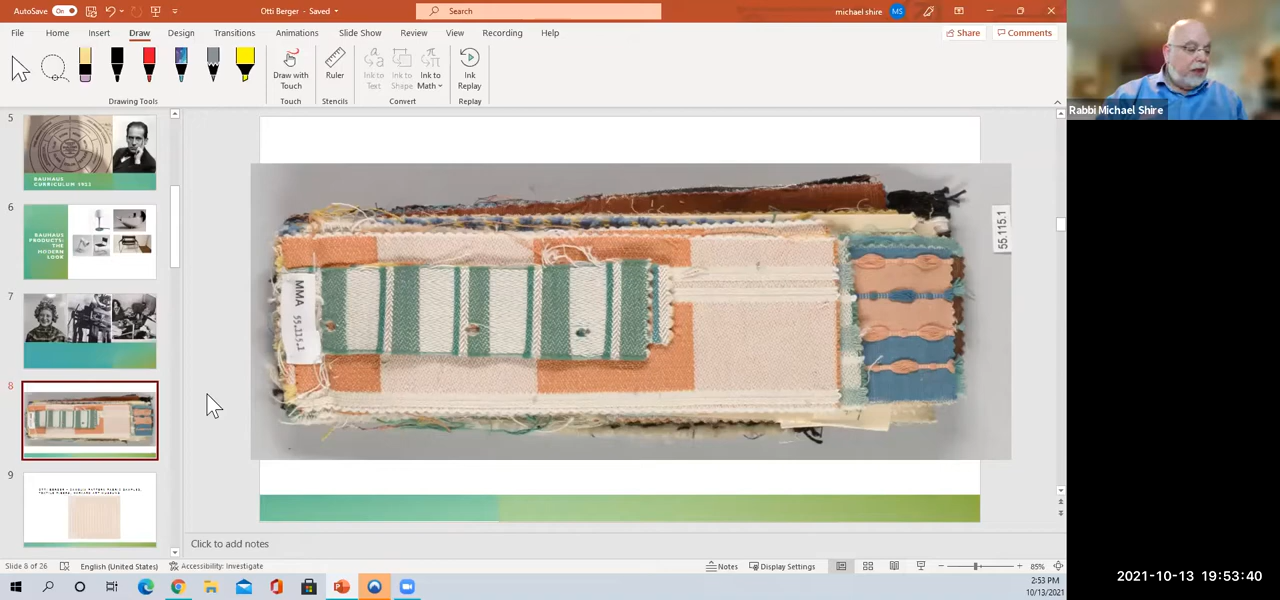 AutoSave On
Otti Berger - Saved
Search
michael shire MS
File Home Insert Draw Design Transitions Animations Slide Show Review View Recording Help
Share Comments
Draw with Touch
Ruler
Ink to Text
Ink to Shape
Ink to Math
Ink Replay
Drawing Tools
Touch
Stencils
Convert
Replay
Rabbi Michael Shire
5
BAUHAUS
CURRICULUM 1923
6
BAUHAUS
PRODUCTS:
THE
MODERN
LOOK
7
8
9
MMA
55.115.1
55.115.1
Click to add notes
Slide 8 of 26
English (United States)
Accessibility: Investigate
Notes
Display Settings
85%
2:53 PM
10/13/2021
2021-10-13 19:53:40